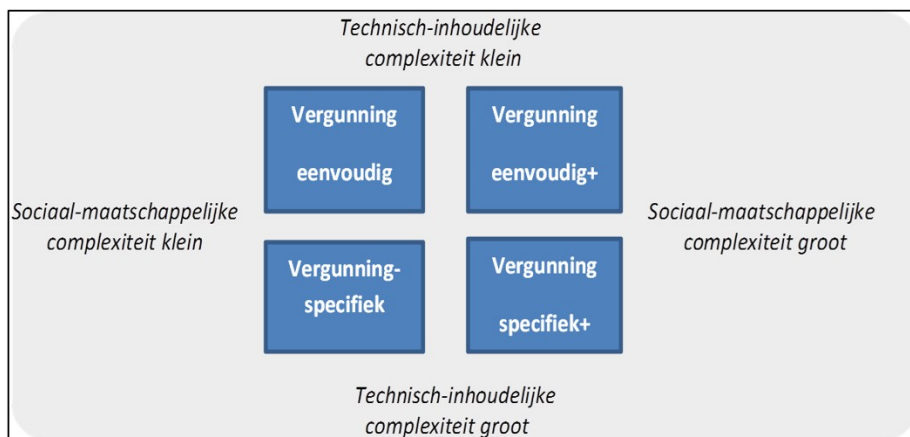 Technisch-inhoudelijke
complexiteit klein
Vergunning
eenvoudig
Vergunning
eenvoudig+
Sociaal-maatschappelijke
complexiteit klein
Sociaal-maatschappelijke
complexiteit groot
Vergunning-
specifiek
Vergunning
specifiek+
Technisch-inhoudelijke
complexiteit groot